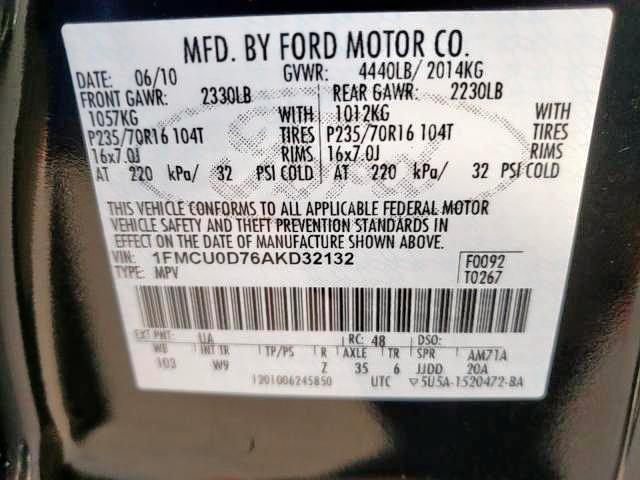 MFD. BY FORD MOTOR CO.
DATE: 06/10 GVWR: 4440LB/ 2014KG
FRONT GAWR: 2330LB REAR GAWR: 2230LB
1057KG WITH 1012KG WITH
P235/70R16 104T TIRES P235/70R16 104T TIRES
16x7.0J RIMS 16x7.0J RIMS
AT 220 kPa/ 32 PSI COLD AT 220 kPa/ 32 PSI COLD
Ford
THIS VEHICLE CONFORMS TO ALL APPLICABLE FEDERAL MOTOR
VEHICLE SAFETY AND THEFT PREVENTION STANDARDS IN
EFFECT ON THE DATE OF MANUFACTURE SHOWN ABOVE.
VIN: 1FMCU0D76AKD32132 F0092
TYPE: MPV T0267
EXT PNT: UA RC: 48 DSO:
WB INT TR TP/PS R AXLE TR SPR AM71A
103 W9 Z 35 6 JJDD 20A
1201006245850 UTC ▽5U5A-1520472-BA